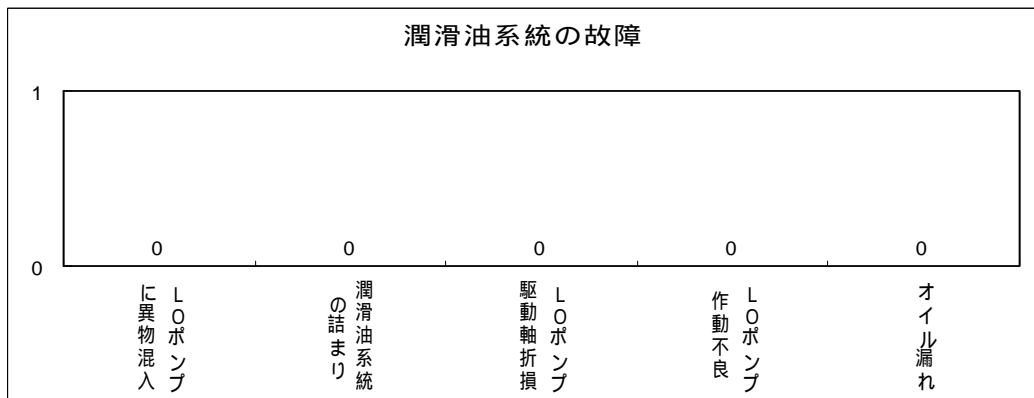 潤滑油系統の故障
1
0
0
0
0
0
0
LOポンプ
に異物混入
潤滑油系統
の詰まり
LOポンプ
駆動軸折損
LOポンプ
作動不良
オイル漏れ